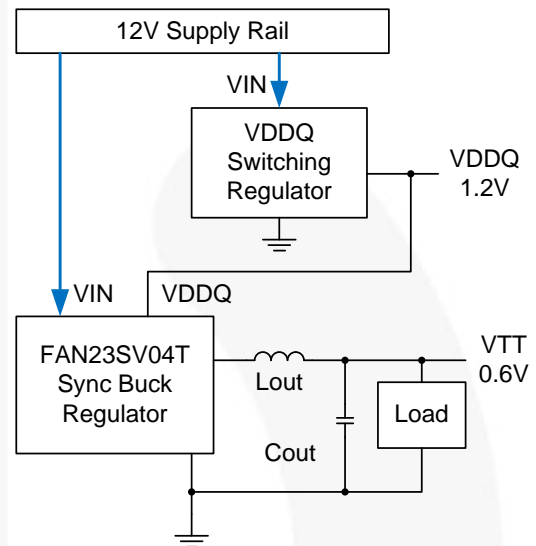 12V Supply Rail
VIN
VDDQ
Switching
Regulator
VDDQ
1.2V
VIN
VDDQ
FAN23SV04T
Sync Buck
Regulator
Lout
VTT
0.6V
Load
Cout